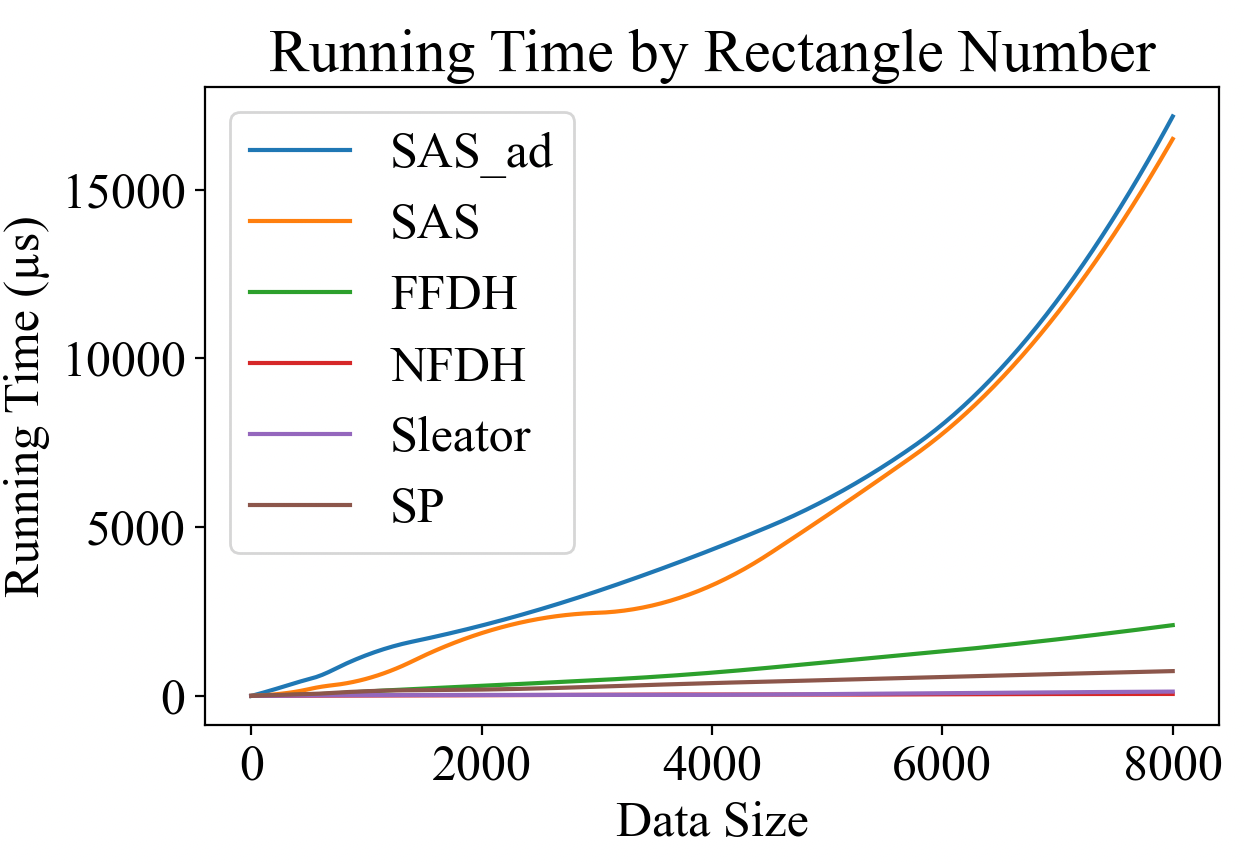 Running Time by Rectangle Number
SAS_ad
SAS
FFDH
NFDH
Sleator
SP
Running Time (μs)
15000
10000
5000
0
0 2000 4000 6000 8000
Data Size